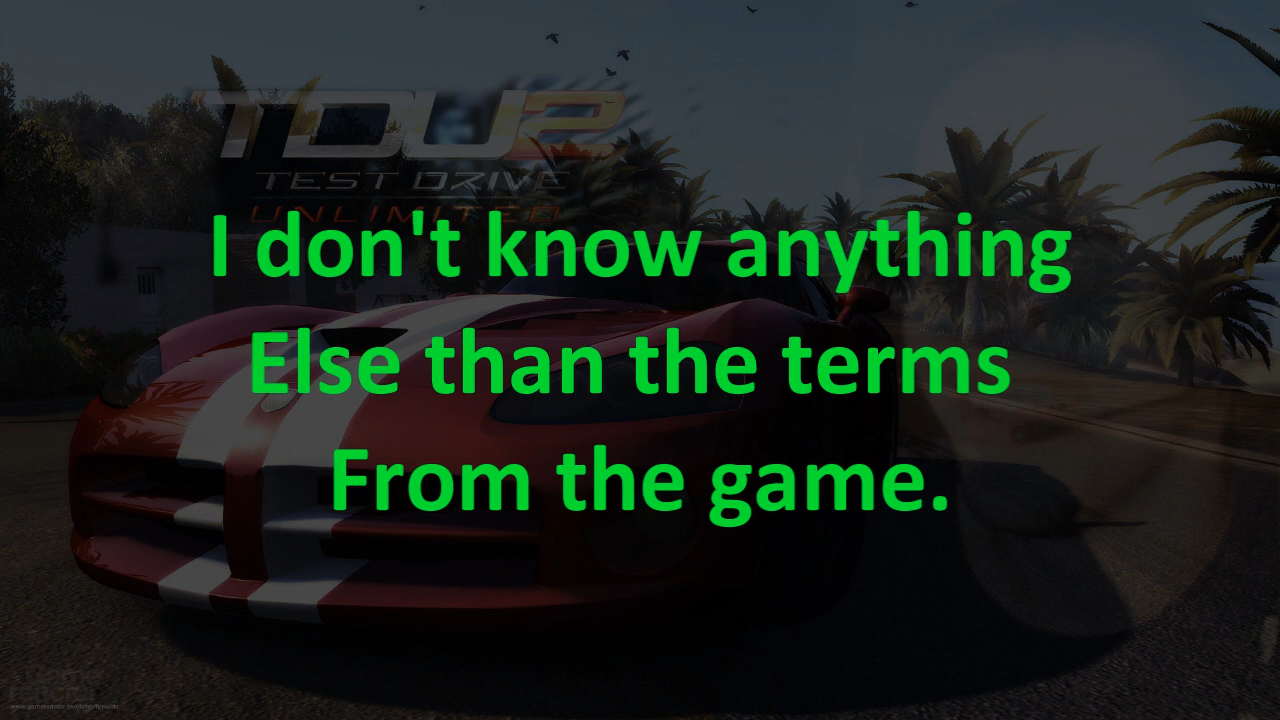 TDU2
TEST DRIVE
UNLIMITED
I don't know anything
Else than the terms
From the game.